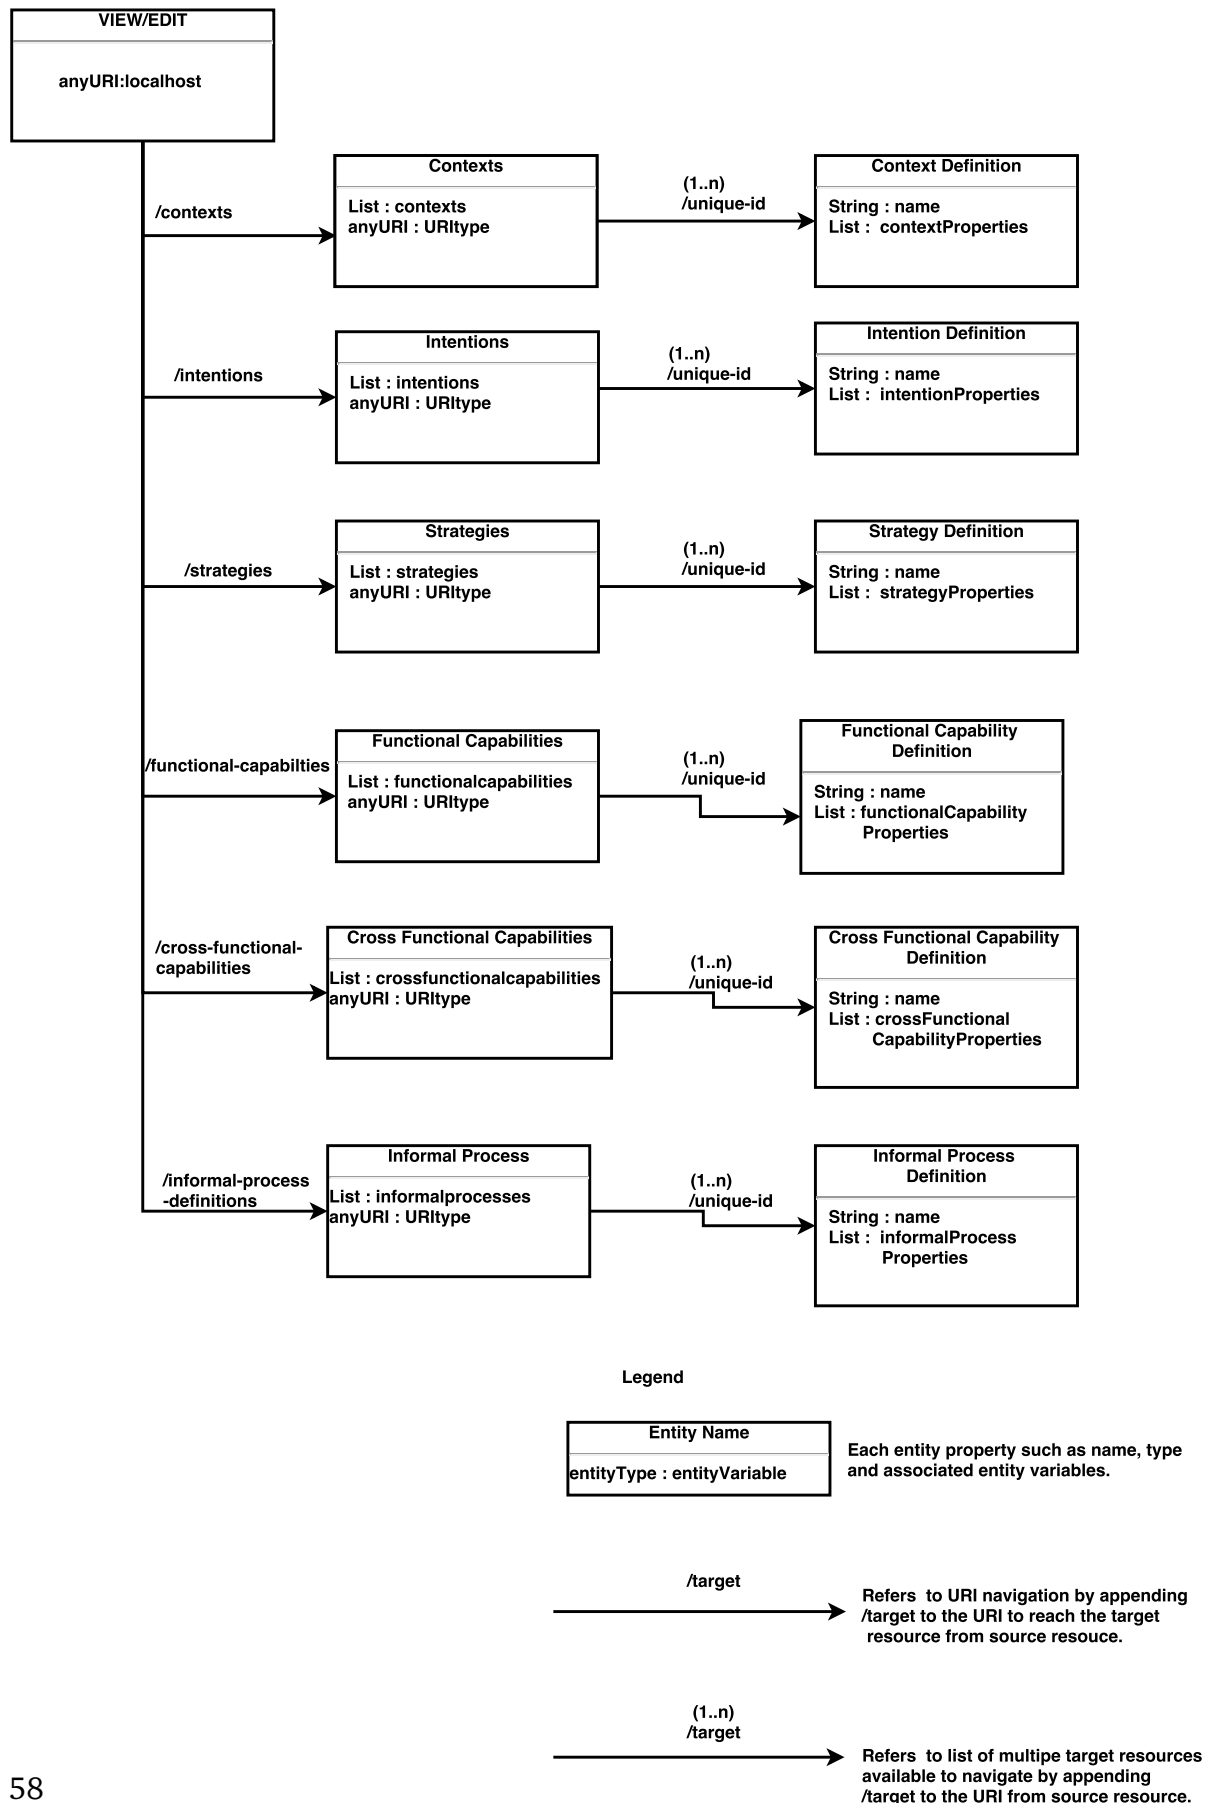 VIEW/EDIT
anyURI:localhost
/contexts
Contexts
List : contexts
anyURI : URItype
(1..n)
/unique-id
Context Definition
String : name
List :  contextProperties
/intentions
Intentions
List : intentions
anyURI : URItype
(1..n)
/unique-id
Intention Definition
String : name
List :  intentionProperties
/strategies
Strategies
List : strategies
anyURI : URItype
(1..n)
/unique-id
Strategy Definition
String : name
List :  strategyProperties
/functional-capabilties
Functional Capabilities
List : functionalcapabilities
anyURI : URItype
(1..n)
/unique-id
Functional Capability
Definition
String : name
List : functionalCapability
Properties
/cross-functional-
capabilities
Cross Functional Capabilities
List : crossfunctionalcapabilities
anyURI : URItype
(1..n)
/unique-id
Cross Functional Capability
Definition
String : name
List : crossFunctional
CapabilityProperties
/informal-process
-definitions
Informal Process
List : informalprocesses
anyURI : URItype
(1..n)
/unique-id
Informal Process
Definition
String : name
List :  informalProcess
Properties
Legend
Entity Name
entityType : entityVariable
Each entity property such as name, type
and associated entity variables.
/target
Refers  to URI navigation by appending
/target to the URI to reach the target
resource from source resouce.
(1..n)
/target
Refers  to list of multipe target resources
available to navigate by appending
/target to the URI from source resource.
58